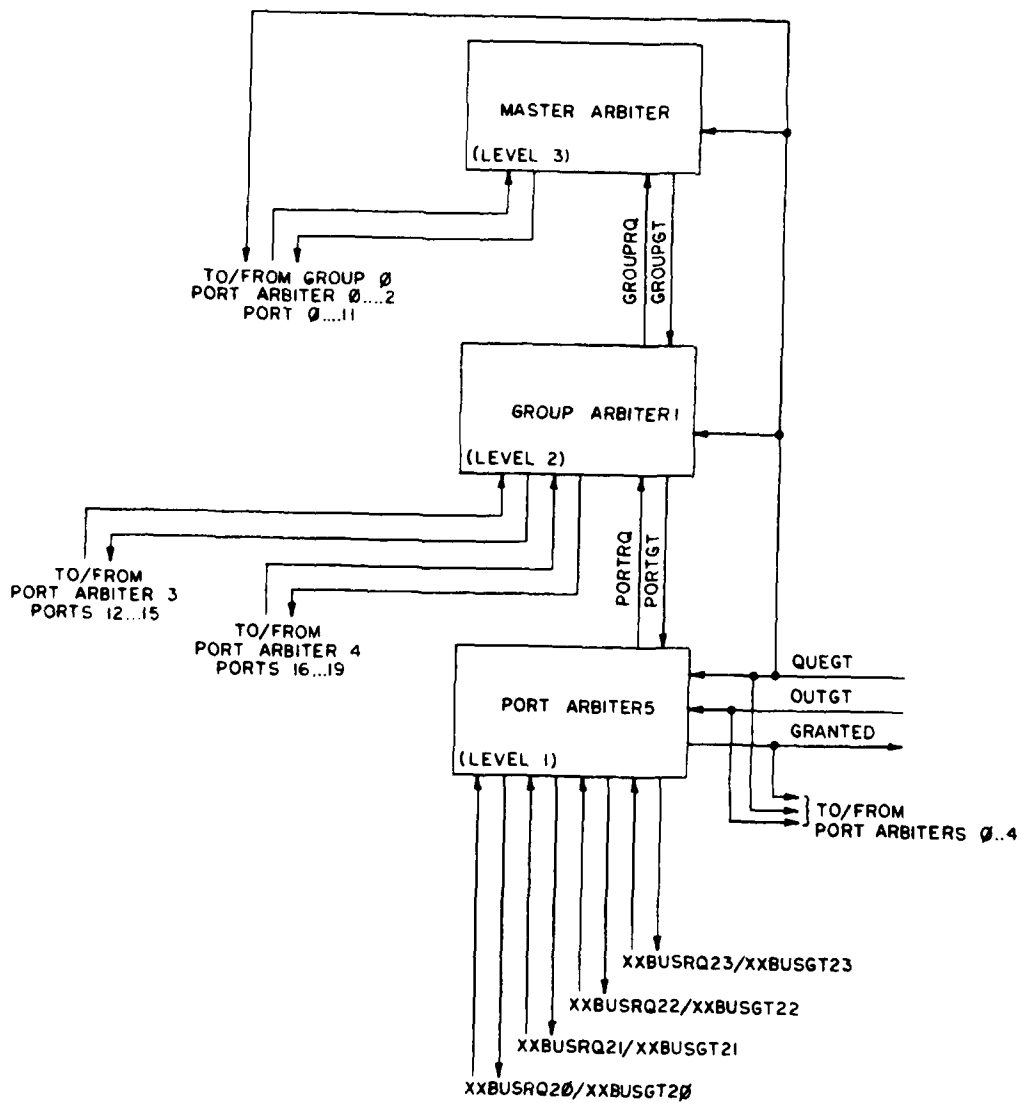 MASTER ARBITER
(LEVEL 3)
GROUPRQ
GROUPGT
TO/FROM GROUP Ø
PORT ARBITER Ø....2
PORT Ø....11
GROUP ARBITER1
(LEVEL 2)
PORTRQ
PORTGT
TO/FROM
PORT ARBITER 3
PORTS 12...15
TO/FROM
PORT ARBITER 4
PORTS 16...19
QUEGT
PORT ARBITER5
OUTGT
GRANTED
(LEVEL 1)
TO/FROM
PORT ARBITERS Ø..4
XXBUSRQ23/XXBUSGT23
XXBUSRQ22/XXBUSGT22
XXBUSRQ21/XXBUSGT21
XXBUSRQ2Ø/XXBUSGT2Ø